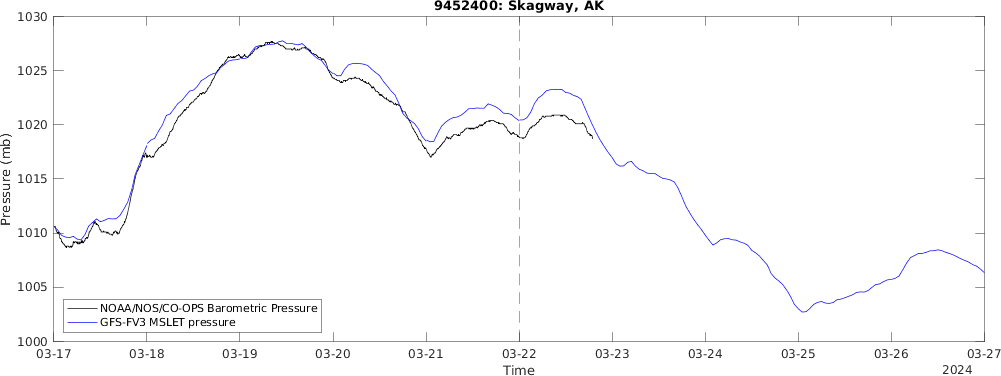 9452400: Skagway, AK
Pressure (mb)
1030
1025
1020
1015
1010
1005
1000
NOAA/NOS/CO-OPS Barometric Pressure
GFS-FV3 MSLET pressure
03-17 03-18 03-19 03-20 03-21 03-22 03-23 03-24 03-25 03-26 03-27
Time
2024